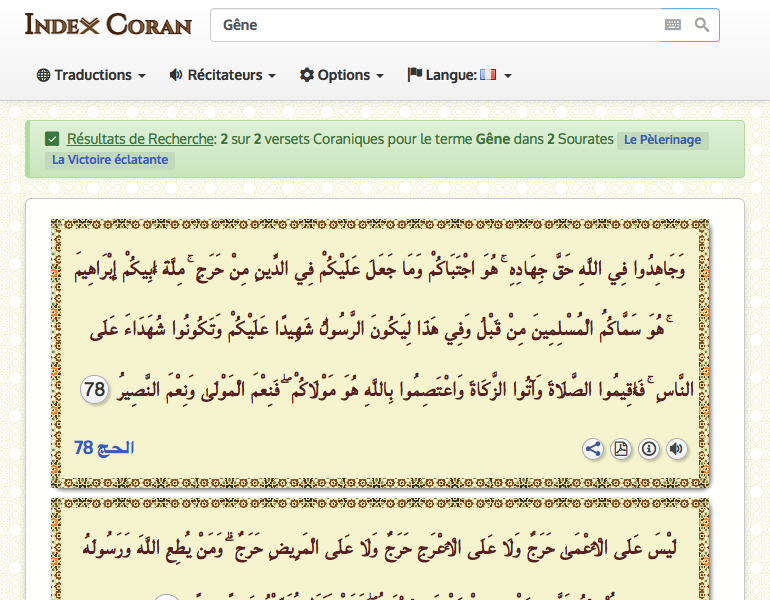 Index Coran
Gêne
Traductions Récitateurs Options Langue:
Résultats de Recherche: 2 sur 2 versets Coraniques pour le terme Gêne dans 2 Sourates Le Pèlerinage
La Victoire éclatante
وَجَاهِدُوا فِي اللَّهِ حَقَّ جِهَادِهِ ۚ هُوَ اجْتَبَاكُمْ وَمَا جَعَلَ عَلَيْكُمْ فِي الدِّينِ مِنْ حَرَجٍ ۚ مِلَّةَ أَبِيكُمْ إِبْرَاهِيمَ
ۚ هُوَ سَمَّاكُمُ الْمُسْلِمِينَ مِنْ قَبْلُ وَفِي هَٰذَا لِيَكُونَ الرَّسُولُ شَهِيدًا عَلَيْكُمْ وَتَكُونُوا شُهَدَاءَ عَلَى
النَّاسِ ۚ فَأَقِيمُوا الصَّلَاةَ وَآتُوا الزَّكَاةَ وَاعْتَصِمُوا بِاللَّهِ هُوَ مَوْلَاكُمْ ۖ فَنِعْمَ الْمَوْلَىٰ وَنِعْمَ النَّصِيرُ 78
الحج 78
لَيْسَ عَلَى الْأَعْمَىٰ حَرَجٌ وَلَا عَلَى الْأَعْرَجِ حَرَجٌ وَلَا عَلَى الْمَرِيضِ حَرَجٌ ۗ وَمَنْ يُطِعِ اللَّهَ وَرَسُولَهُ